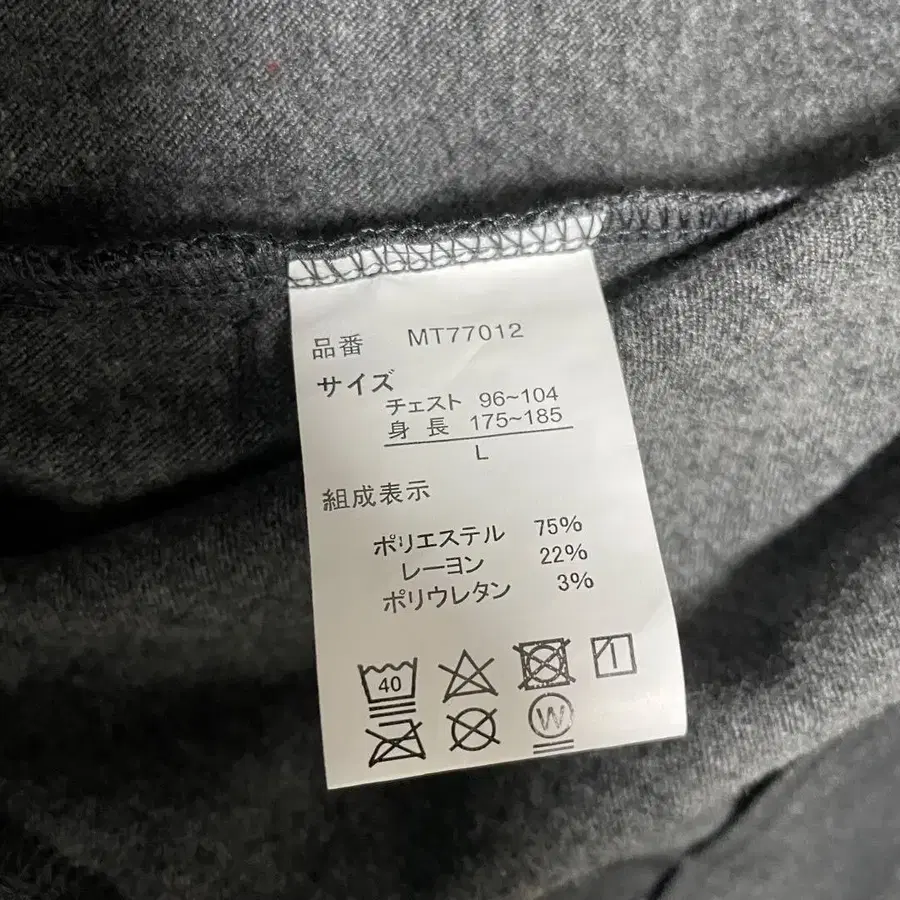 品番 MT77012
サイズ
チェスト 96~104
身長 175~185
L
組成表示
ポリエステル 75%
レーヨン 22%
ポリウレタン 3%
40
W